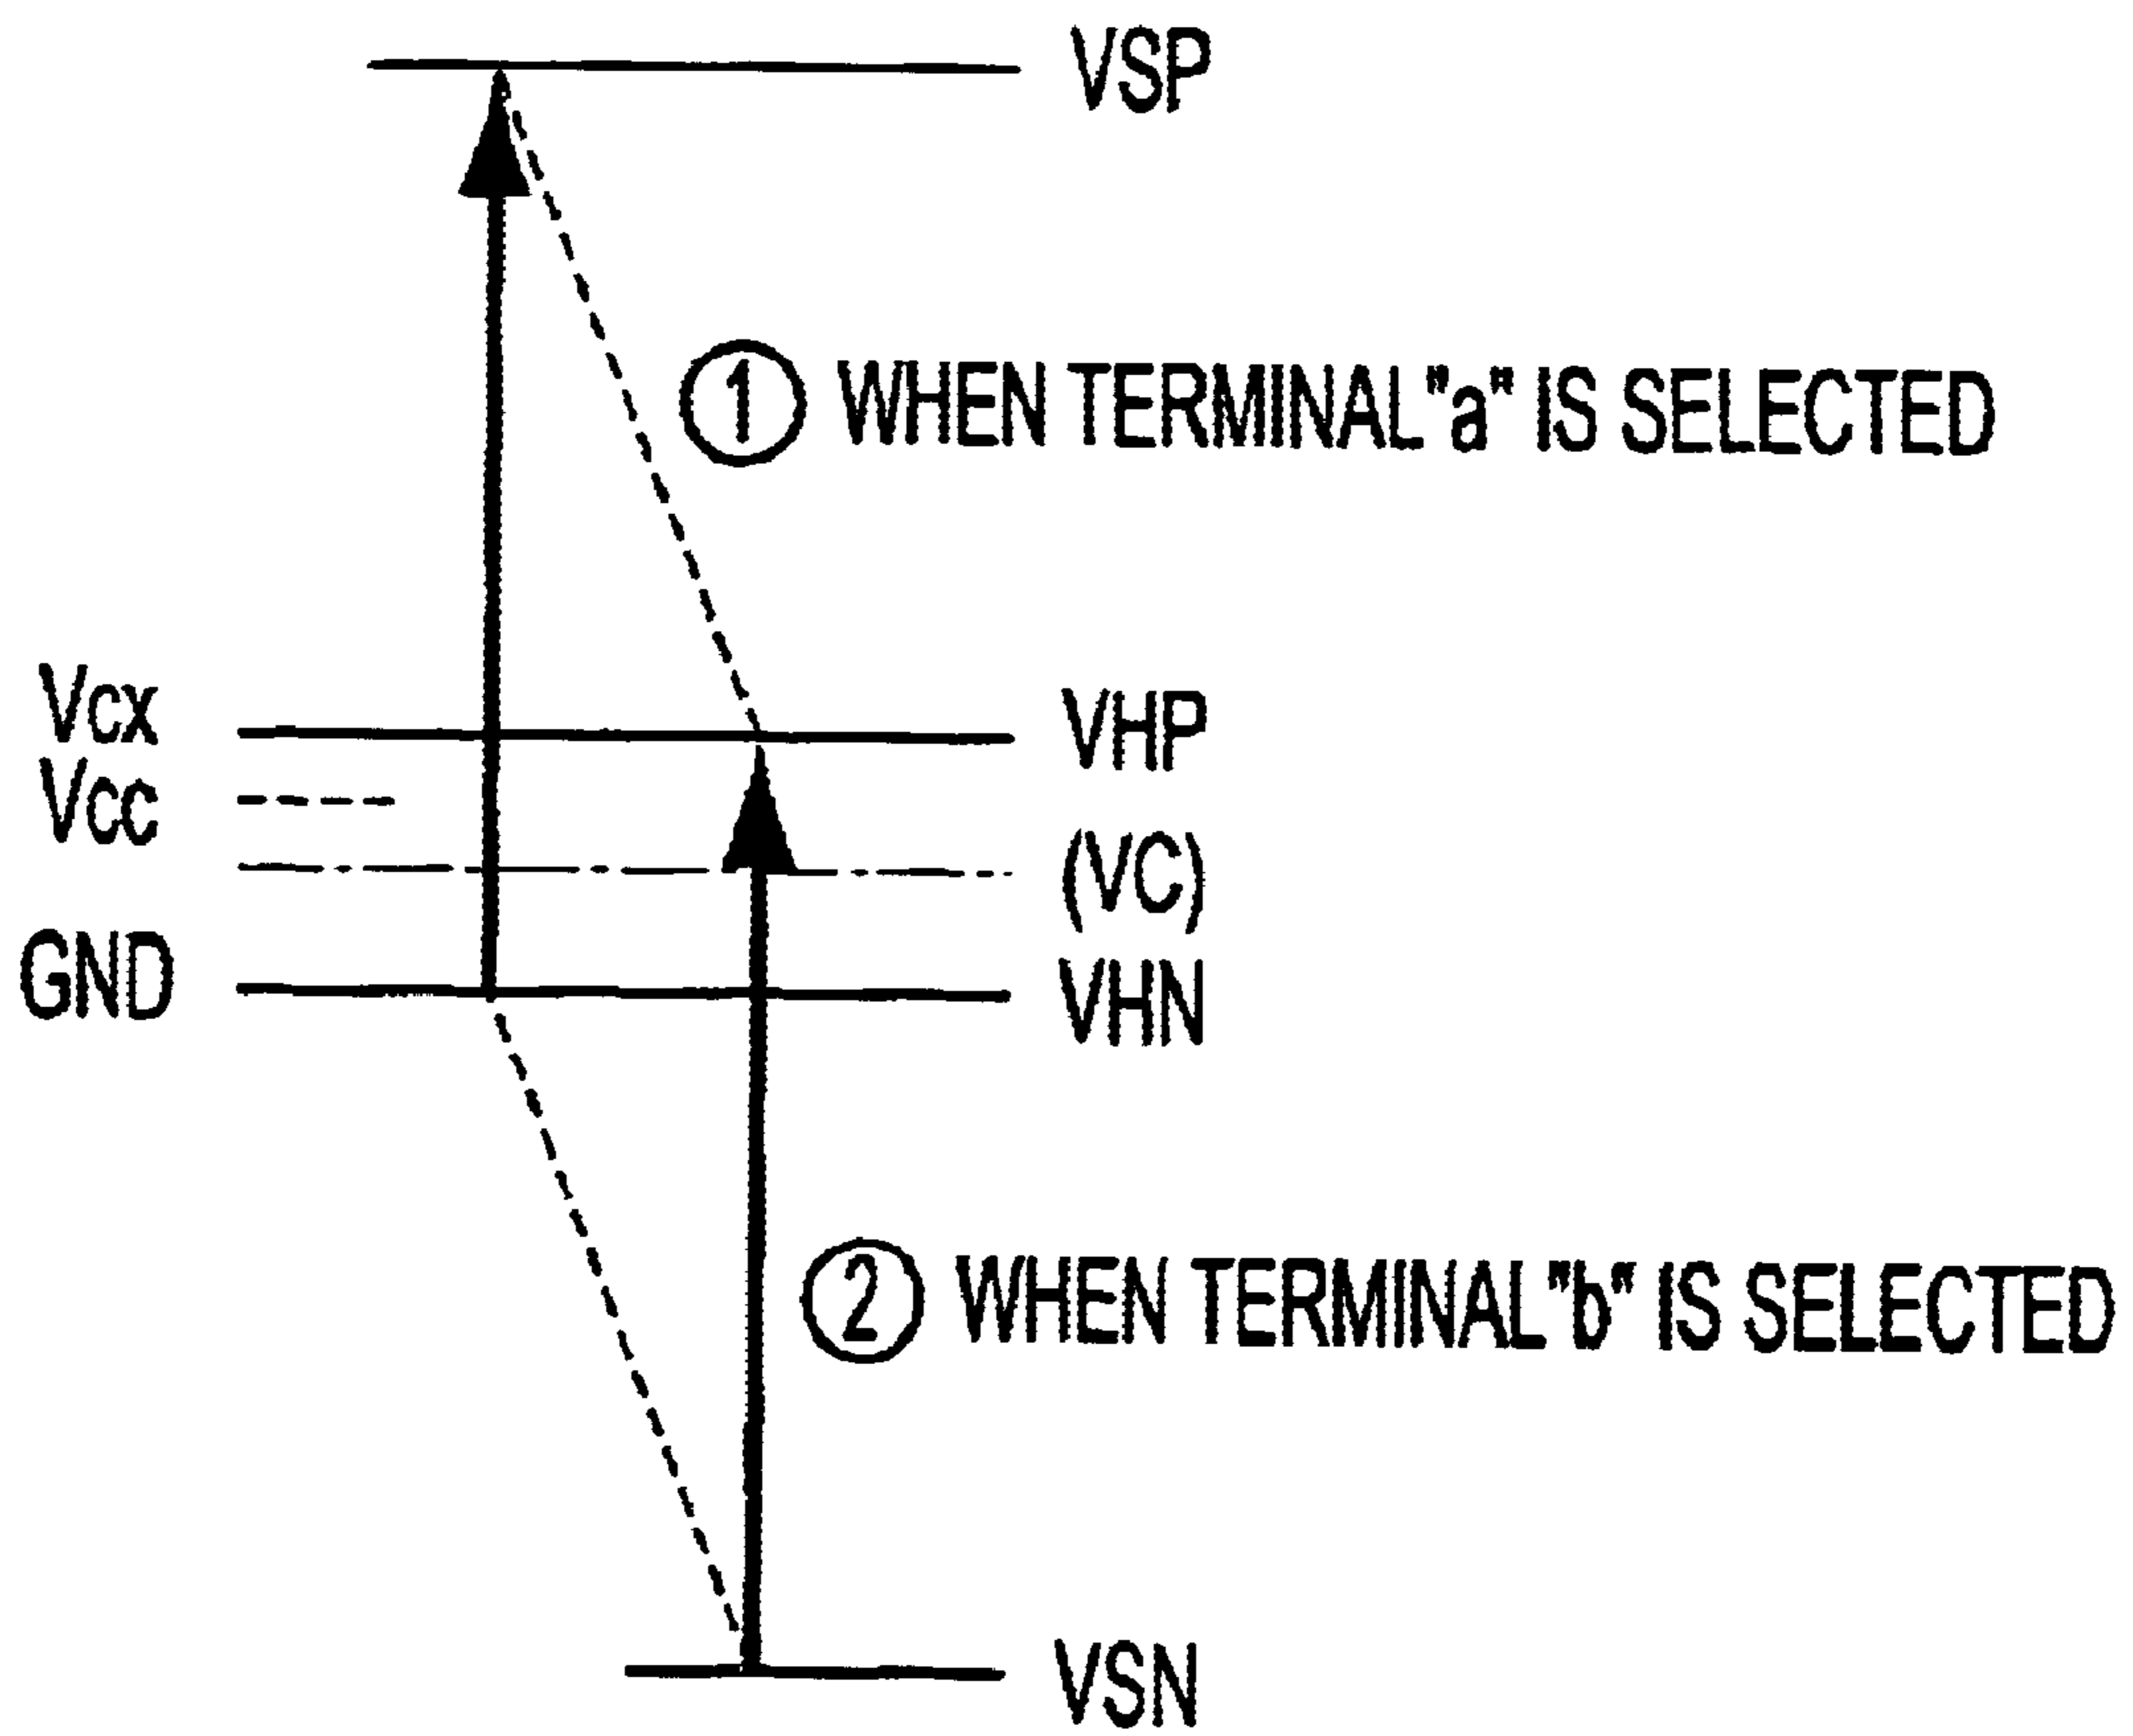 VSP
① WHEN TERMINAL"a" IS SELECTED
Vcx
VHP
Vcc
(VC)
GND
VHN
② WHEN TERMINAL"b" IS SELECTED
VSN